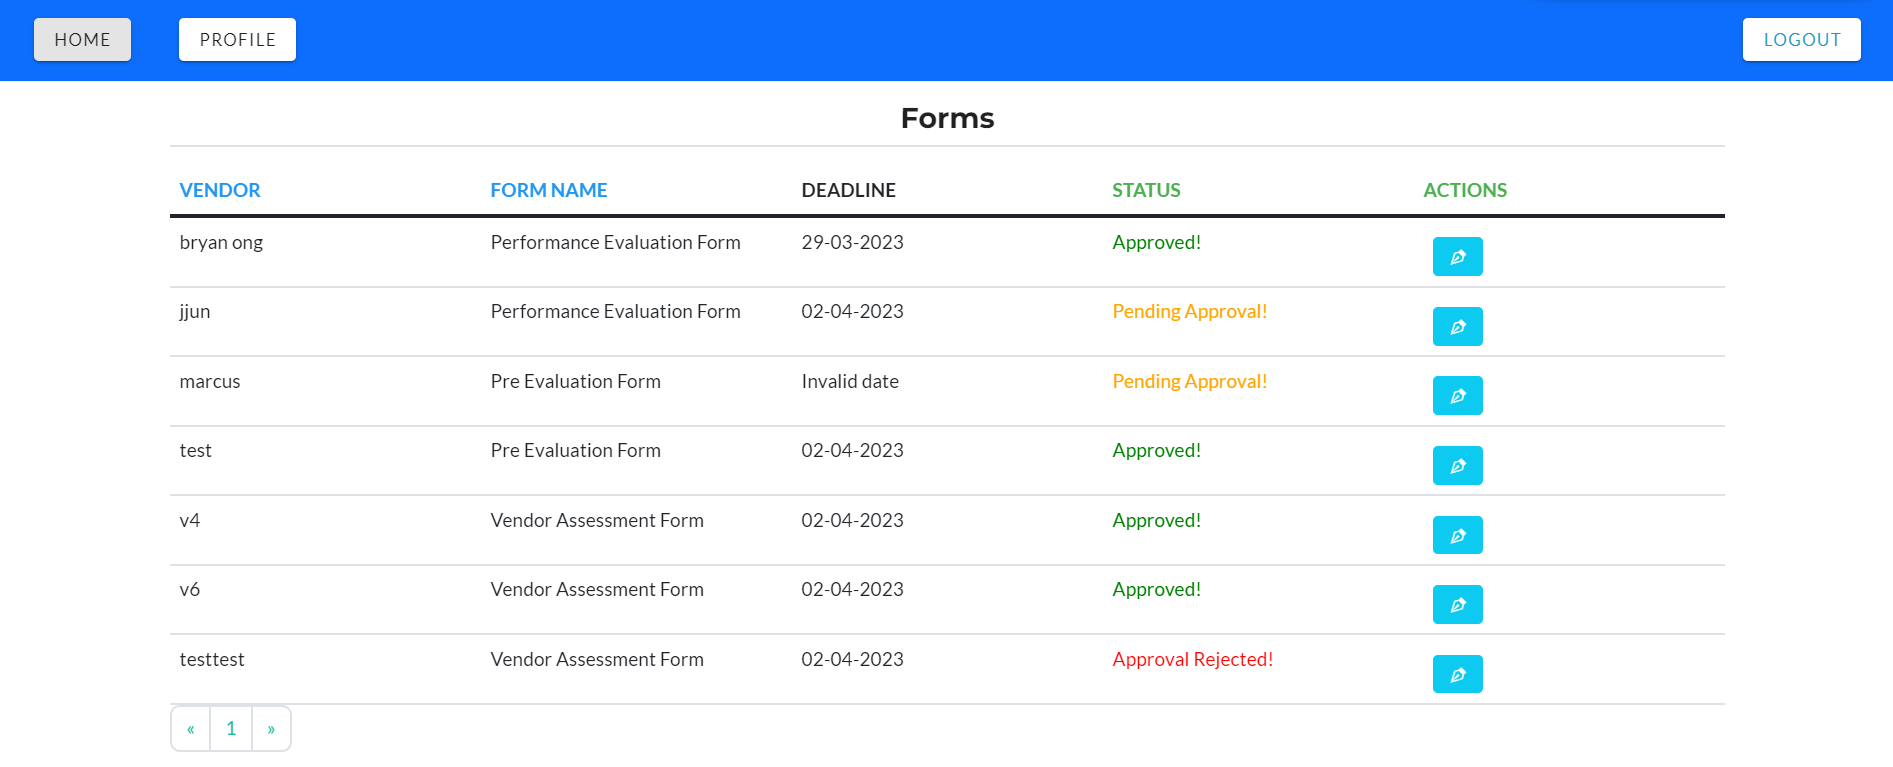 HOME PROFILE LOGOUT
Forms
VENDOR FORM NAME DEADLINE STATUS ACTIONS
bryan ong Performance Evaluation Form 29-03-2023 Approved!
jjun Performance Evaluation Form 02-04-2023 Pending Approval!
marcus Pre Evaluation Form Invalid date Pending Approval!
test Pre Evaluation Form 02-04-2023 Approved!
v4 Vendor Assessment Form 02-04-2023 Approved!
v6 Vendor Assessment Form 02-04-2023 Approved!
testtest Vendor Assessment Form 02-04-2023 Approval Rejected!
« 1 »